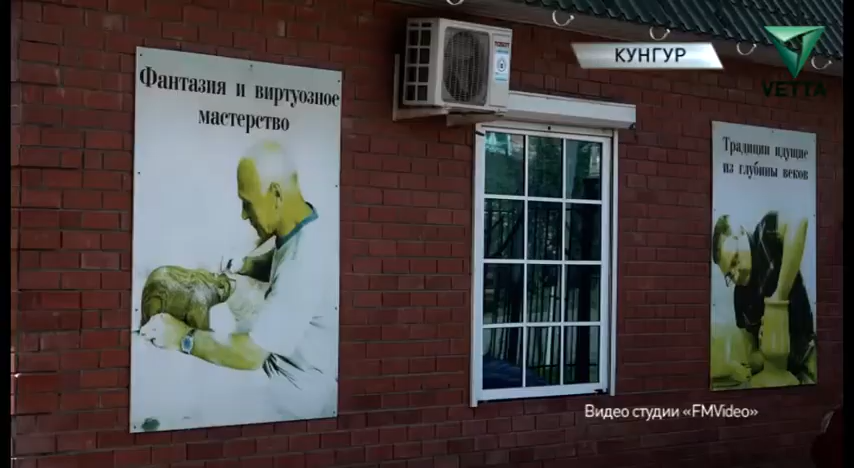 КУНГУР
VETTA
Фантазия и виртуозное
мастерство
Традиции идущие
из глубины веков
Видео студии «FMVideo»